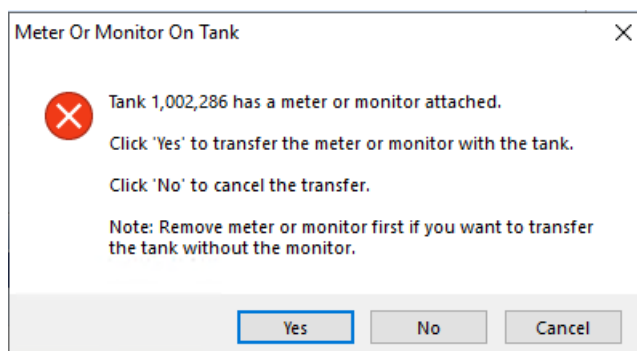 Meter Or Monitor On Tank
Tank 1,002,286 has a meter or monitor attached.
Click 'Yes' to transfer the meter or monitor with the tank.
Click 'No' to cancel the transfer.
Note: Remove meter or monitor first if you want to transfer
the tank without the monitor.
Yes
No
Cancel